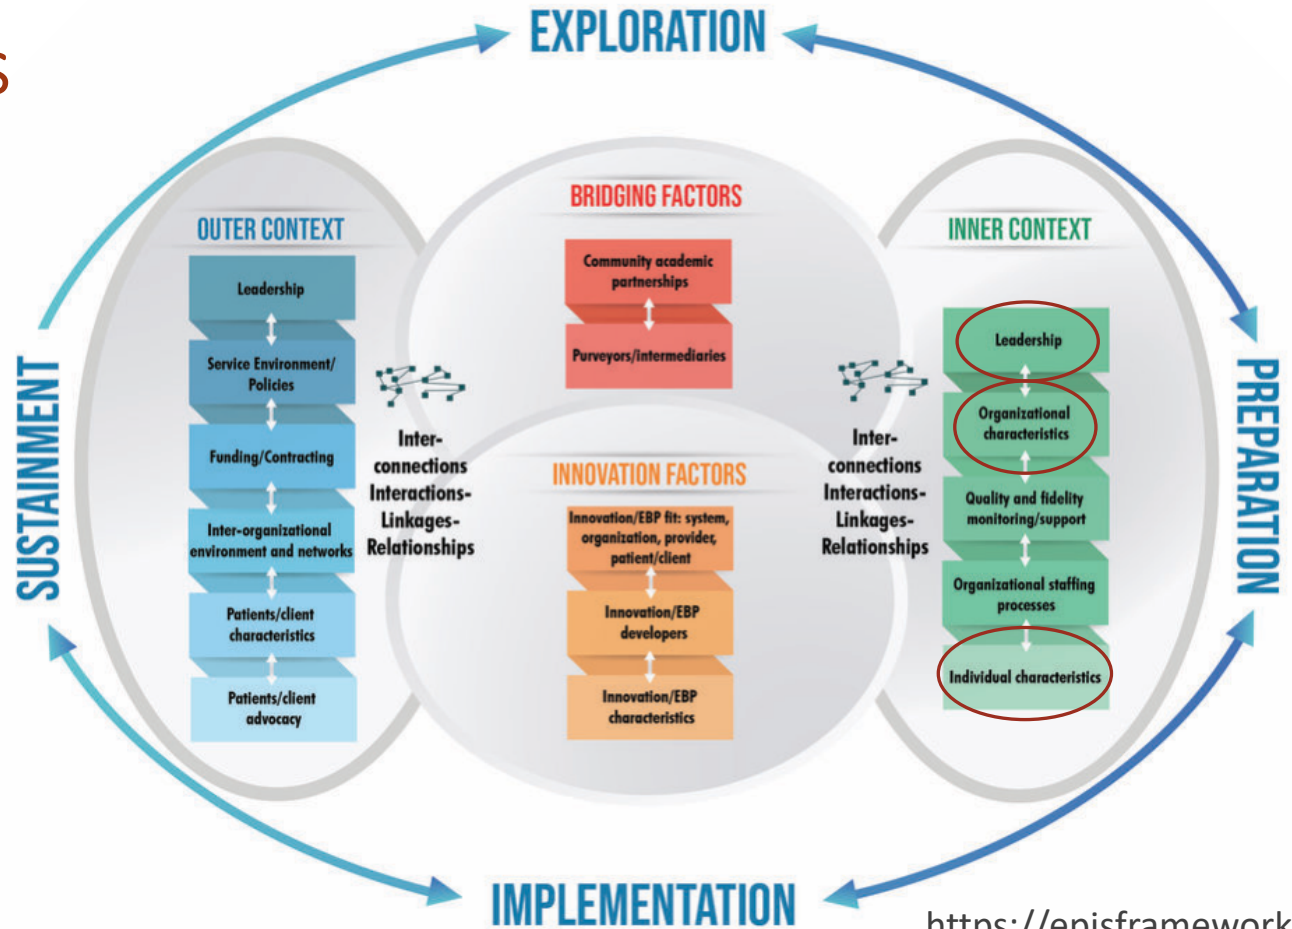 EXPLORATION
s
BRIDGING FACTORS
OUTER CONTEXT
INNER CONTEXT
Community academic
partnerships
Purveyors/intermediaries
Leadership
Service Environment/
Policies
Funding/Contracting
Inter-organizational
environment and networks
Patients/client
characteristics
Patients/client
advocacy
Inter-
connections
Interactions-
Linkages-
Relationships
INNOVATION FACTORS
Innovation/EBP fit: system,
organization, provider,
patient/client
Innovation/EBP
developers
Innovation/EBP
characteristics
Inter-
connections
Interactions-
Linkages-
Relationships
Leadership
Organizational
characteristics
Quality and fidelity
monitoring/support
Organizational staffing
processes
Individual characteristics
SUSTAINMENT
PREPARATION
IMPLEMENTATION
https://episframework